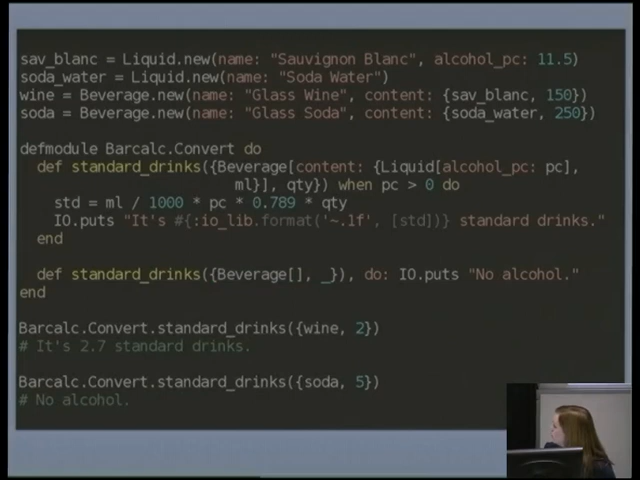 sav_blanc = Liquid.new(name: "Sauvignon Blanc", alcohol_pc: 11.5)
soda_water = Liquid.new(name: "Soda Water")
wine = Beverage.new(name: "Glass Wine", content: {sav_blanc, 150})
soda = Beverage.new(name: "Glass Soda", content: {soda_water, 250})
defmodule Barcalc.Convert do
def standard_drinks({Beverage[content: {Liquid[alcohol_pc: pc],
ml}], qty}) when pc > 0 do
std = ml / 1000 * pc * 0.789 * qty
IO.puts "It's #{:io_lib.format('~.1f', [std])} standard drinks."
end
def standard_drinks({Beverage[], _}), do: IO.puts "No alcohol."
end
Barcalc.Convert.standard_drinks({wine, 2})
# It's 2.7 standard drinks.
Barcalc.Convert.standard_drinks({soda, 5})
# No alcohol.